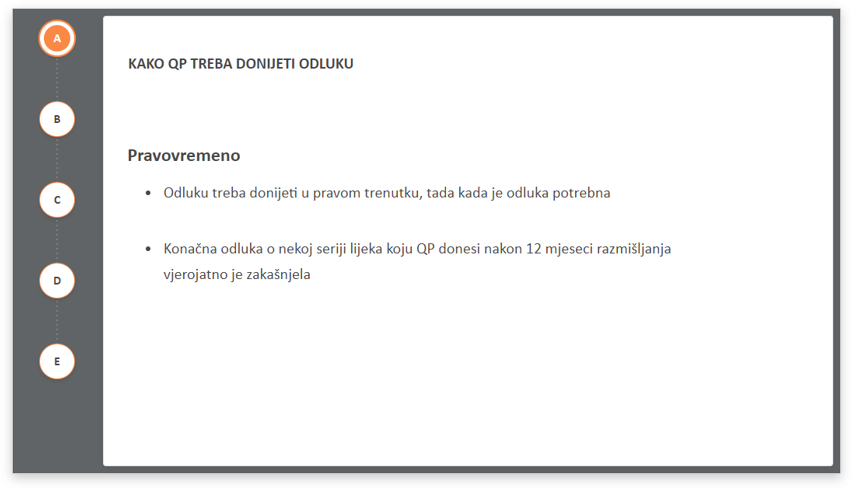 A
B
C
D
E
KAKO QP TREBA DONIJETI ODLUKU
Pravovremeno
• Odluku treba donijeti u pravom trenutku, tada kada je odluka potrebna
• Konačna odluka o nekoj seriji lijeka koju QP donesi nakon 12 mjeseci razmišljanja
vjerojatno je zakašnjela